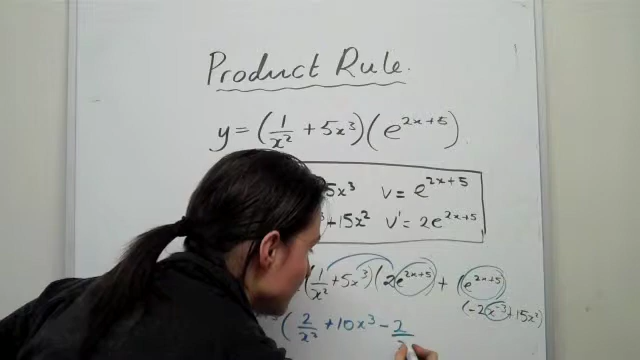 Product Rule.
y = (1/x² + 5x³)(e^(2x+5))
5x³ v = e^(2x+5)
+15x² v' = 2e^(2x+5)
(1/x² + 5x³)(2e^(2x+5)) + (e^(2x+5))
(-2x⁻³ + 15x²)
(2/x² + 10x³ - 2